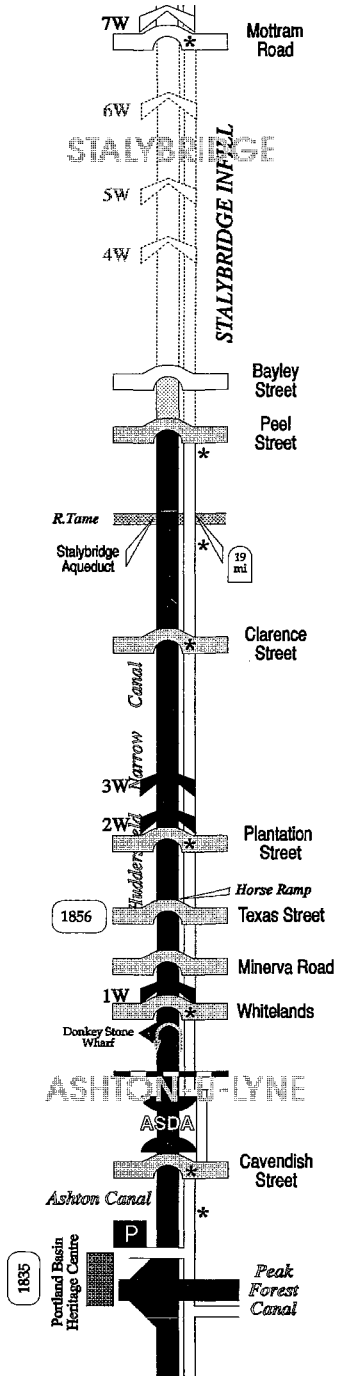 7W
Mottram
Road
6W
STALYBRIDGE
5W
STALYBRIDGE INFILL
4W
Bayley
Street
Peel
Street
*
R.Tame
Stalybridge
Aqueduct
*
19
mi
Clarence
Street
*
Huddersfield Narrow Canal
3W
2W
Plantation
Street
*
Horse Ramp
1856
Texas Street
Minerva Road
1W
Whitelands
*
Donkey Stone
Wharf
ASHTON-U-LYNE
ASDA
Cavendish
Street
*
Ashton Canal
*
P
1835
Portland Basin
Heritage Centre
Peak
Forest
Canal